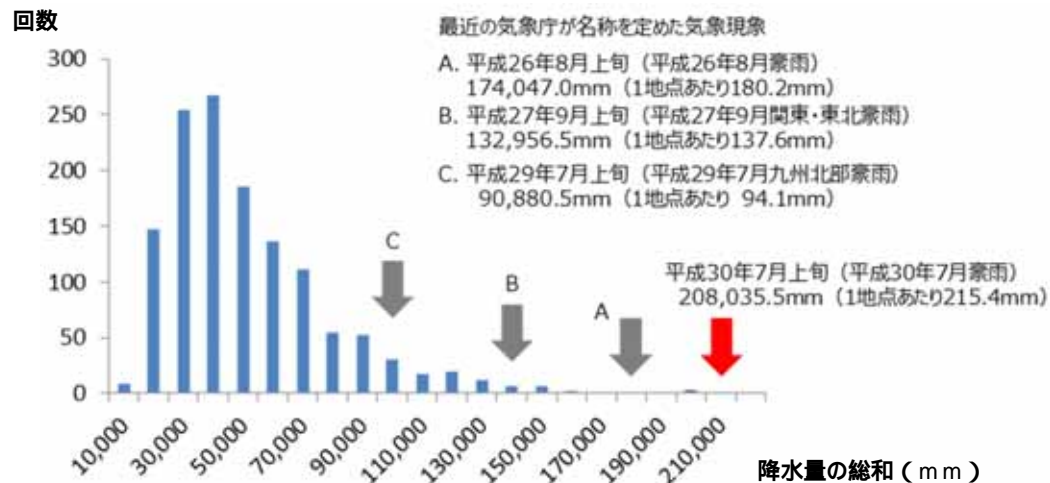 回数
最近の気象庁が名称を定めた気象現象
A. 平成26年8月上旬（平成26年8月豪雨）
174,047.0mm（1地点あたり180.2mm）
B. 平成27年9月上旬（平成27年9月関東・東北豪雨）
132,956.5mm（1地点あたり137.6mm）
C. 平成29年7月上旬（平成29年7月九州北部豪雨）
90,880.5mm（1地点あたり 94.1mm）
平成30年7月上旬（平成30年7月豪雨）
208,035.5mm（1地点あたり215.4mm）
C
B
A
300
250
200
150
100
50
0
10,000
30,000
50,000
70,000
90,000
110,000
130,000
150,000
170,000
190,000
210,000
降水量の総和（ｍｍ）